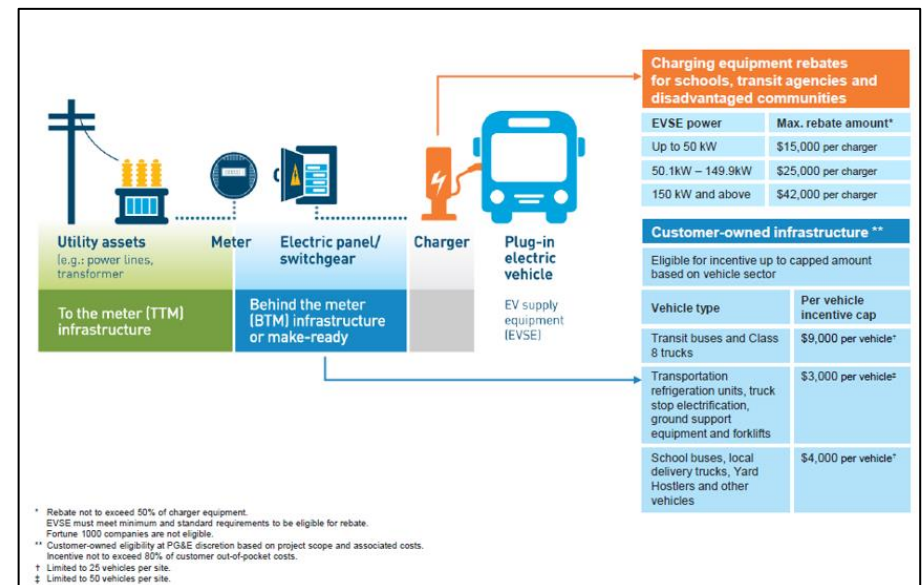 Charging equipment rebates
for schools, transit agencies and
disadvantaged communities
EVSE power
Max. rebate amount*
Up to 50 kW
$15,000 per charger
50.1kW – 149.9kW
$25,000 per charger
150 kW and above
$42,000 per charger
Customer-owned infrastructure **
Eligible for incentive up to capped amount
based on vehicle sector
Vehicle type
Per vehicle
incentive cap
Transit buses and Class
8 trucks
$9,000 per vehicle†
Transportation
refrigeration units, truck
stop electrification,
ground support
equipment and forklifts
$3,000 per vehicle‡
School buses, local
delivery trucks, Yard
Hostlers and other
vehicles
$4,000 per vehicle†
Utility assets
(e.g.: power lines,
transformer
Meter
Electric panel/
switchgear
Charger
Plug-in
electric
vehicle
EV supply
equipment
(EVSE)
To the meter (TTM)
infrastructure
Behind the meter
(BTM) infrastructure
or make-ready
* Rebate not to exceed 50% of charger equipment.
EVSE must meet minimum and standard requirements to be eligible for rebate.
Fortune 1000 companies are not eligible.
** Customer-owned eligibility at PG&E discretion based on project scope and associated costs.
Incentive not to exceed 80% of customer out-of-pocket costs.
† Limited to 25 vehicles per site.
‡ Limited to 50 vehicles per site.